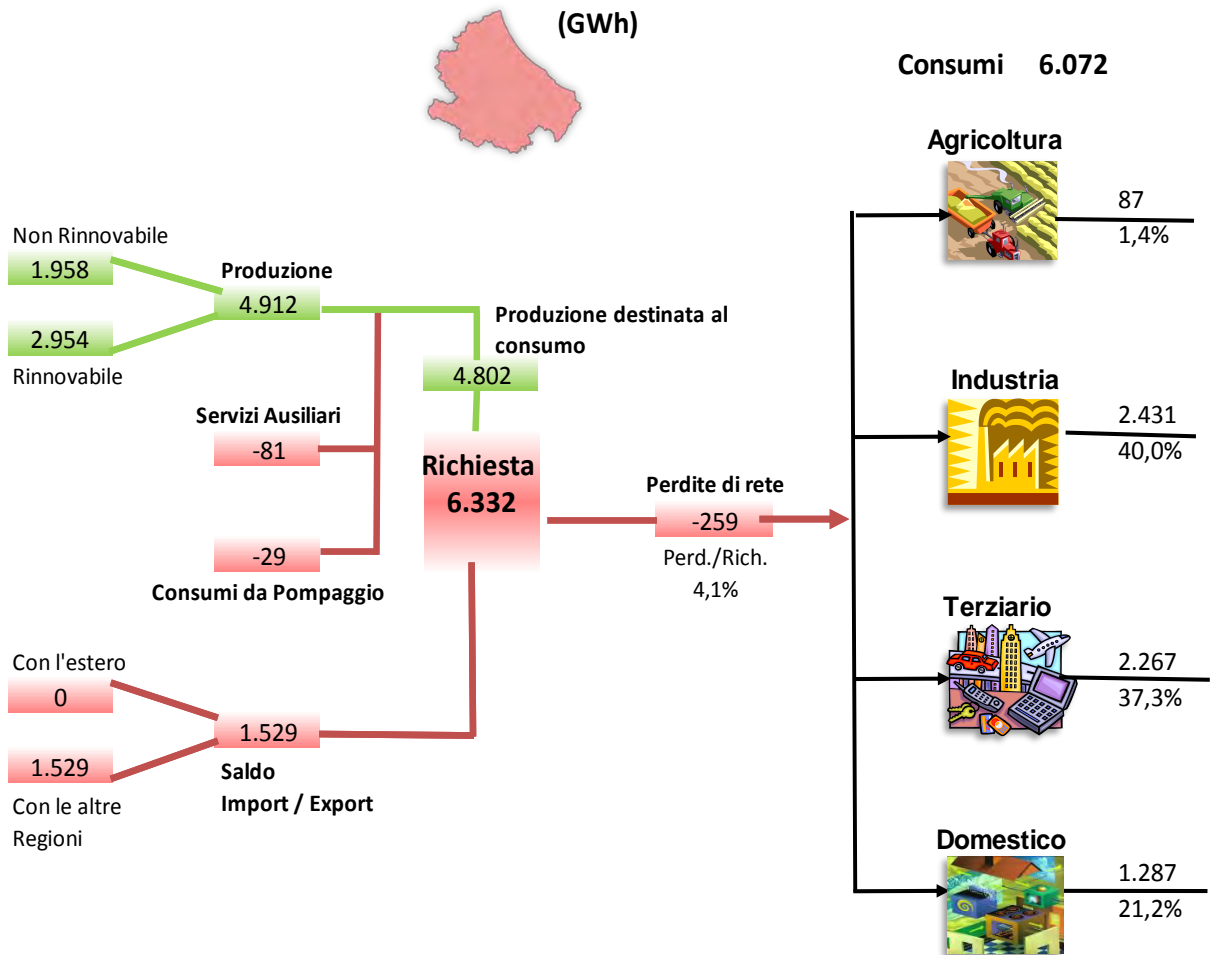 (GWh)
Consumi 6.072
Non Rinnovabile
1.958
2.954
Rinnovabile
Produzione
4.912
Produzione destinata al
consumo
4.802
Servizi Ausiliari
-81
-29
Consumi da Pompaggio
Richiesta
6.332
Con l'estero
0
1.529
Con le altre
Regioni
1.529
Saldo
Import / Export
Perdite di rete
-259
Perd./Rich.
4,1%
Agricoltura
87
1,4%
Industria
2.431
40,0%
Terziario
2.267
37,3%
Domestico
1.287
21,2%